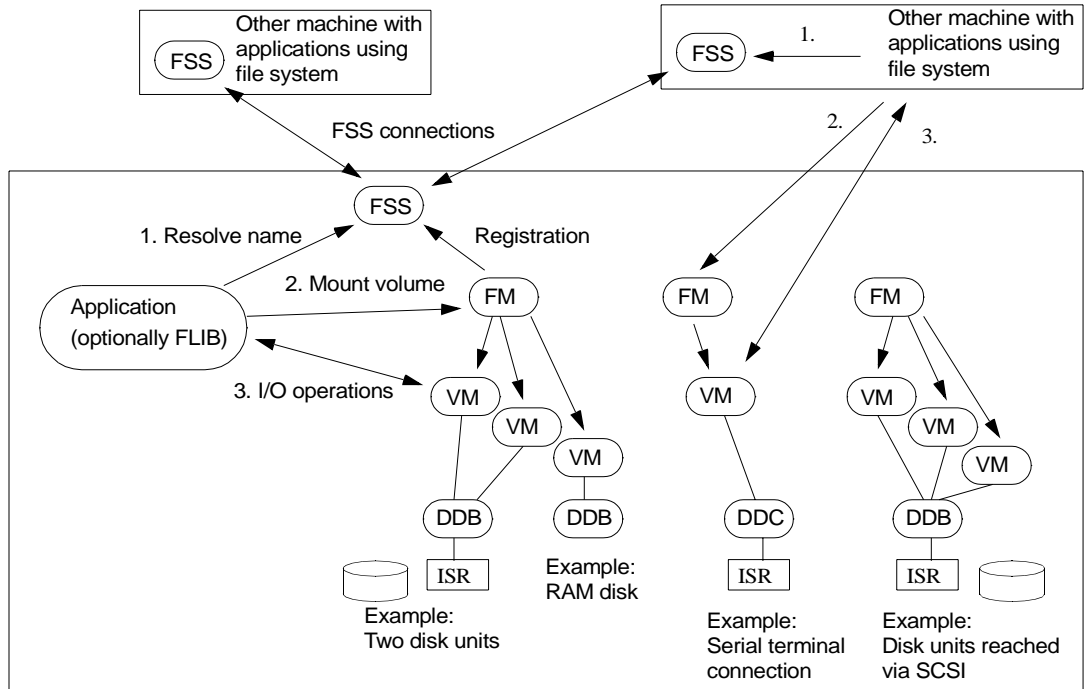 Other machine with
applications using
file system
FSS
Other machine with
applications using
file system
FSS
1.
FSS connections
2.
3.
FSS
1. Resolve name
Registration
2. Mount volume
Application
(optionally FLIB)
FM
FM
FM
3. I/O operations
VM
VM
VM
VM
VM
VM
VM
DDB
DDB
DDC
DDB
ISR
ISR
ISR
Example:
Two disk units
Example:
RAM disk
Example:
Serial terminal
connection
Example:
Disk units reached
via SCSI